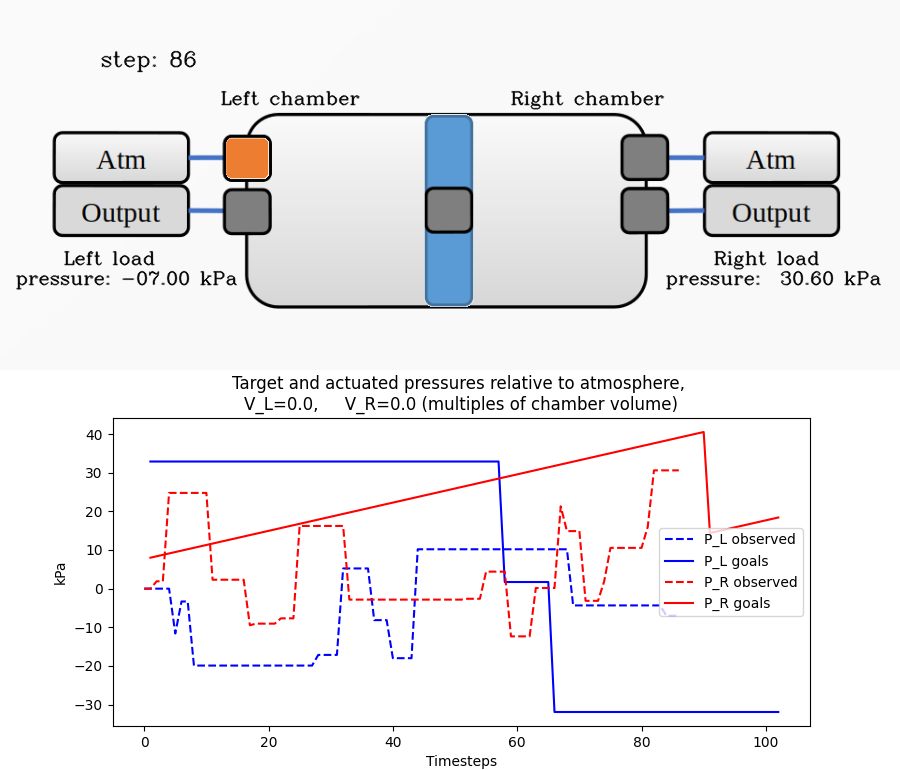 step: 86
Left chamber
Right chamber
Atm
Atm
Output
Output
Left load
pressure: -07.00 kPa
Right load
pressure:  30.60 kPa
Target and actuated pressures relative to atmosphere,
V_L=0.0,     V_R=0.0 (multiples of chamber volume)
40
30
20
10
0
−10
−20
−30
kPa
P_L observed
P_L goals
P_R observed
P_R goals
0
20
40
60
80
100
Timesteps